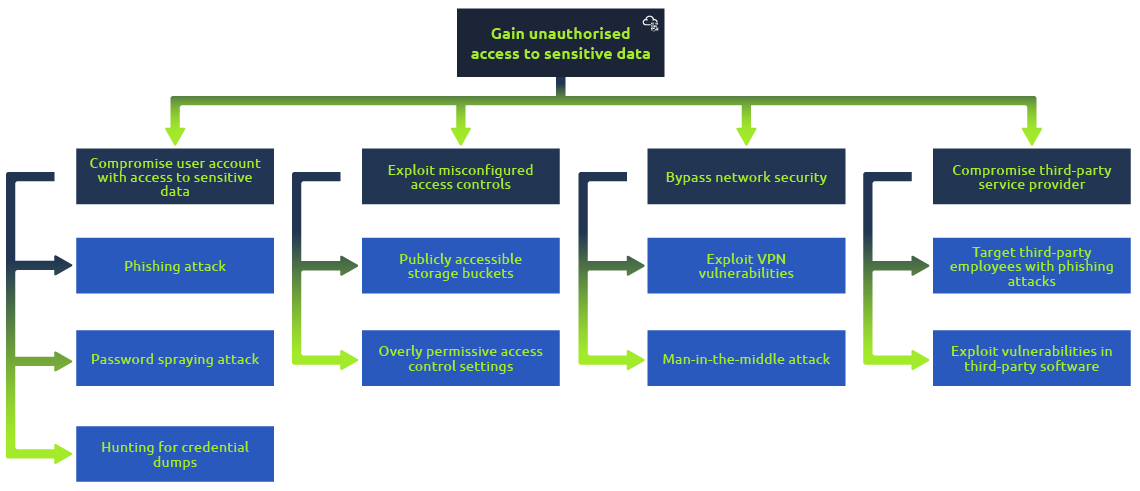 Gain unauthorised
access to sensitive data
Compromise user account
with access to sensitive
data
Phishing attack
Password spraying attack
Hunting for credential
dumps
Exploit misconfigured
access controls
Publicly accessible
storage buckets
Overly permissive access
control settings
Bypass network security
Exploit VPN
vulnerabilities
Man-in-the-middle attack
Compromise third-party
service provider
Target third-party
employees with phishing
attacks
Exploit vulnerabilities in
third-party software